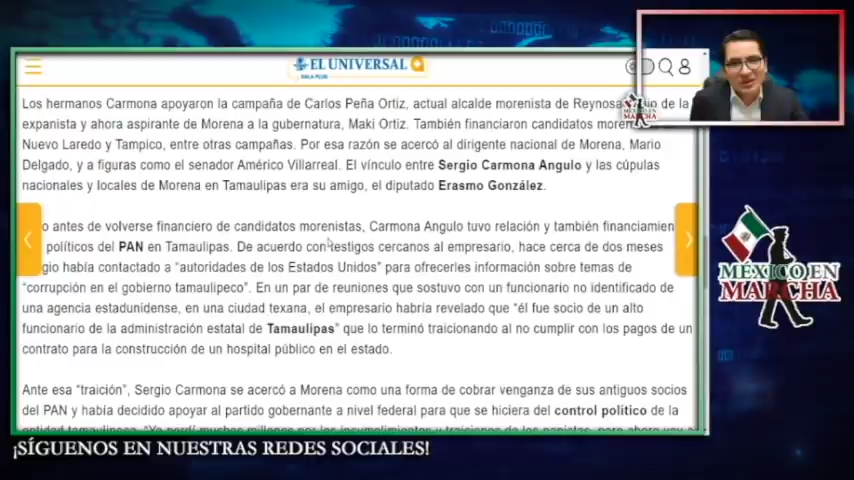 EL UNIVERSAL
Los hermanos Carmona apoyaron la campaña de Carlos Peña Ortiz, actual alcalde morenista de Reynosa de la
expanista y ahora aspirante de Morena a la gubernatura, Maki Ortiz. También financiaron candidatos
Nuevo Laredo y Tampico, entre otras campañas. Por esa razón se acercó al dirigente nacional de Morena, Mario
Delgado, y a figuras como el senador Américo Villarreal. El vínculo entre Sergio Carmona Angulo y las cúpulas
nacionales y locales de Morena en Tamaulipas era su amigo, el diputado Erasmo González.
o antes de volverse financiero de candidatos morenistas, Carmona Angulo tuvo relación y también financiamien
políticos del PAN en Tamaulipas. De acuerdo con testigos cercanos al empresario, hace cerca de dos meses
gio había contactado a “autoridades de los Estados Unidos” para ofrecerles información sobre temas de
“corrupción en el gobierno tamaulipeco”. En un par de reuniones que sostuvo con un funcionario no identificado de
una agencia estadunidense, en una ciudad texana, el empresario habría revelado que “él fue socio de un alto
funcionario de la administración estatal de Tamaulipas” que lo terminó traicionando al no cumplir con los pagos de un
contrato para la construcción de un hospital público en el estado.
Ante esa “traición”, Sergio Carmona se acercó a Morena como una forma de cobrar venganza de sus antiguos socios
del PAN y había decidido apoyar al partido gobernante a nivel federal para que se hiciera del control político de la
MÉXICO EN
MARCHA
MÉXICO EN
MARCHA
¡SÍGUENOS EN NUESTRAS REDES SOCIALES!